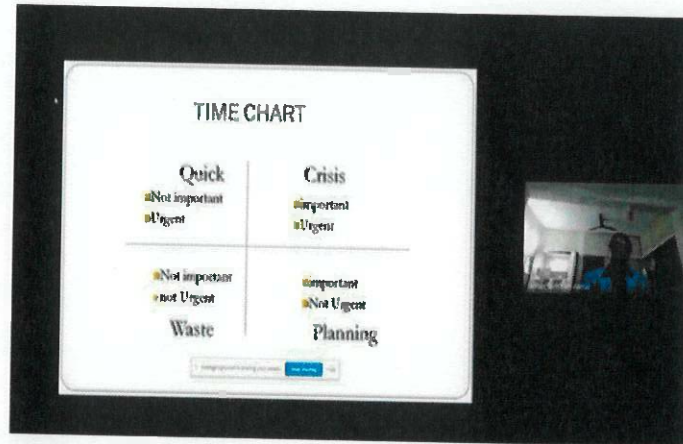 TIME CHART
Quick
Not important
Urgent
Crisis
important
Urgent
Not important
not Urgent
Waste
important
Not Urgent
Planning